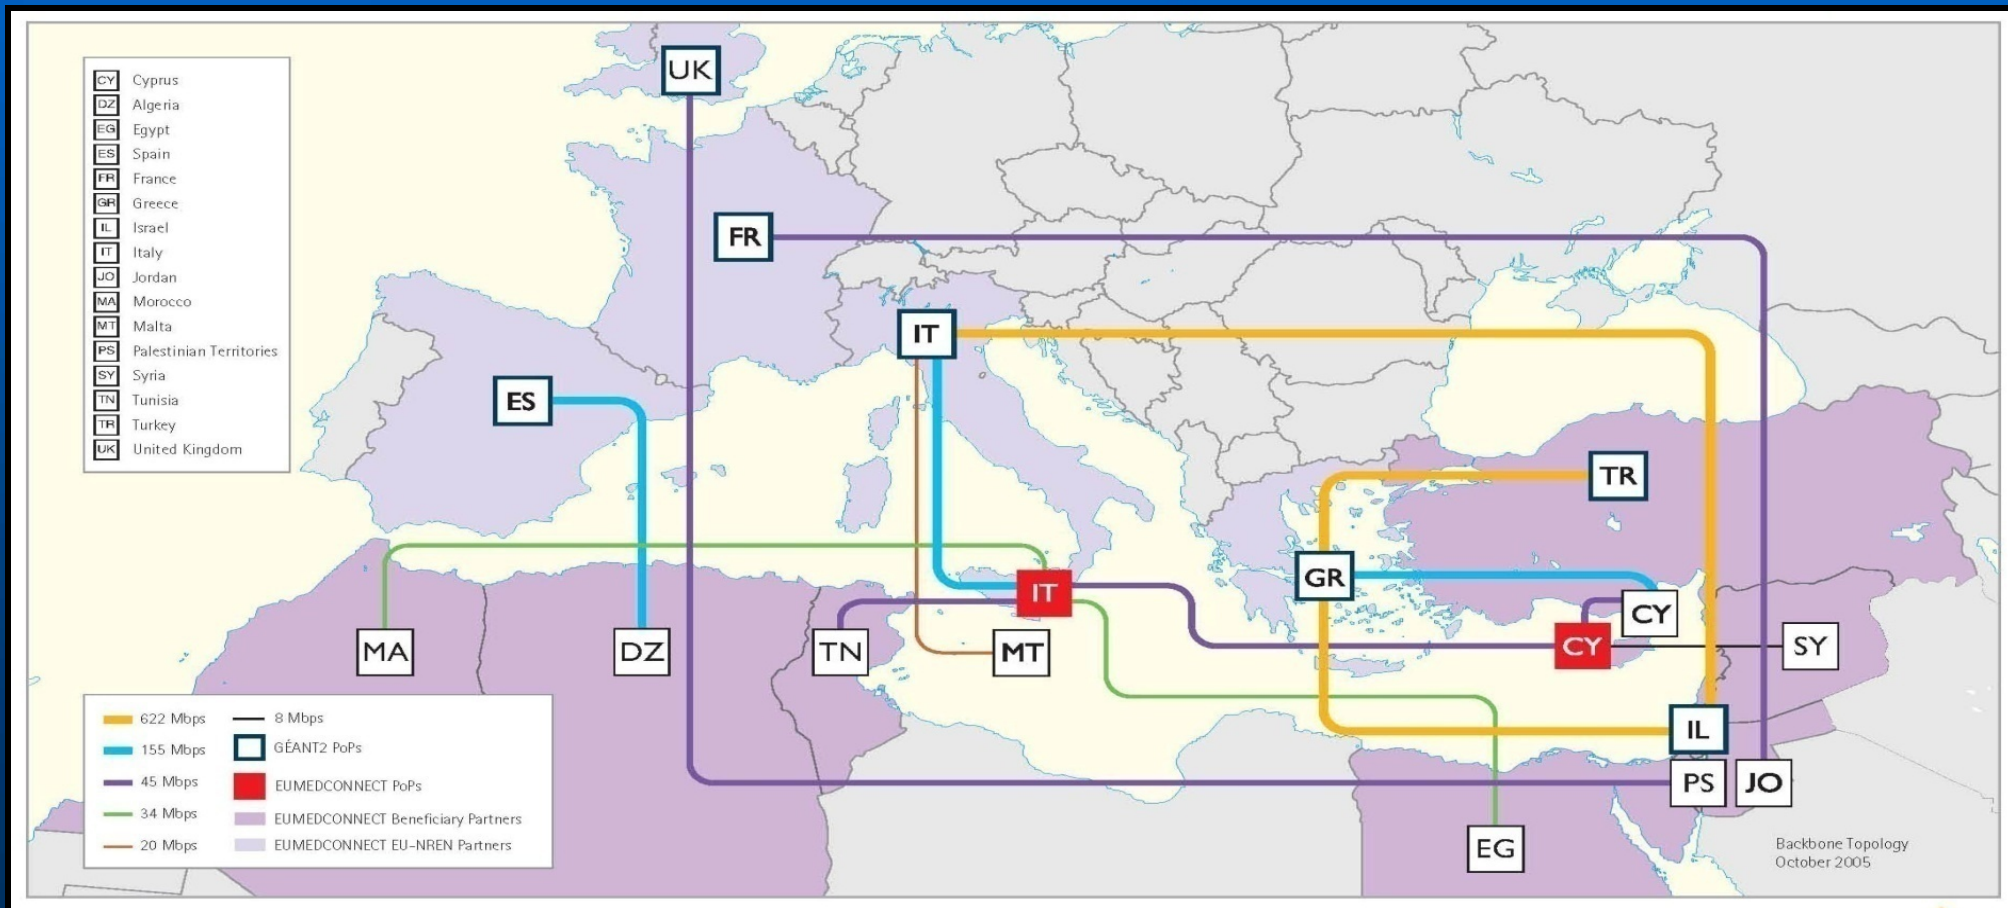 CY Cyprus
DZ Algeria
EG Egypt
ES Spain
FR France
GR Greece
IL Israel
IT Italy
JO Jordan
MA Morocco
MT Malta
PS Palestinian Territories
SY Syria
TN Tunisia
TR Turkey
UK United Kingdom
UK
FR
IT
ES
TR
GR
IT
CY
CY
MA
DZ
TN
MT
SY
IL
PS
JO
EG
622 Mbps
155 Mbps
45 Mbps
34 Mbps
20 Mbps
8 Mbps
GÉANT2 PoPs
EUMEDCONNECT PoPs
EUMEDCONNECT Beneficiary Partners
EUMEDCONNECT EU-NREN Partners
Backbone Topology
October 2005